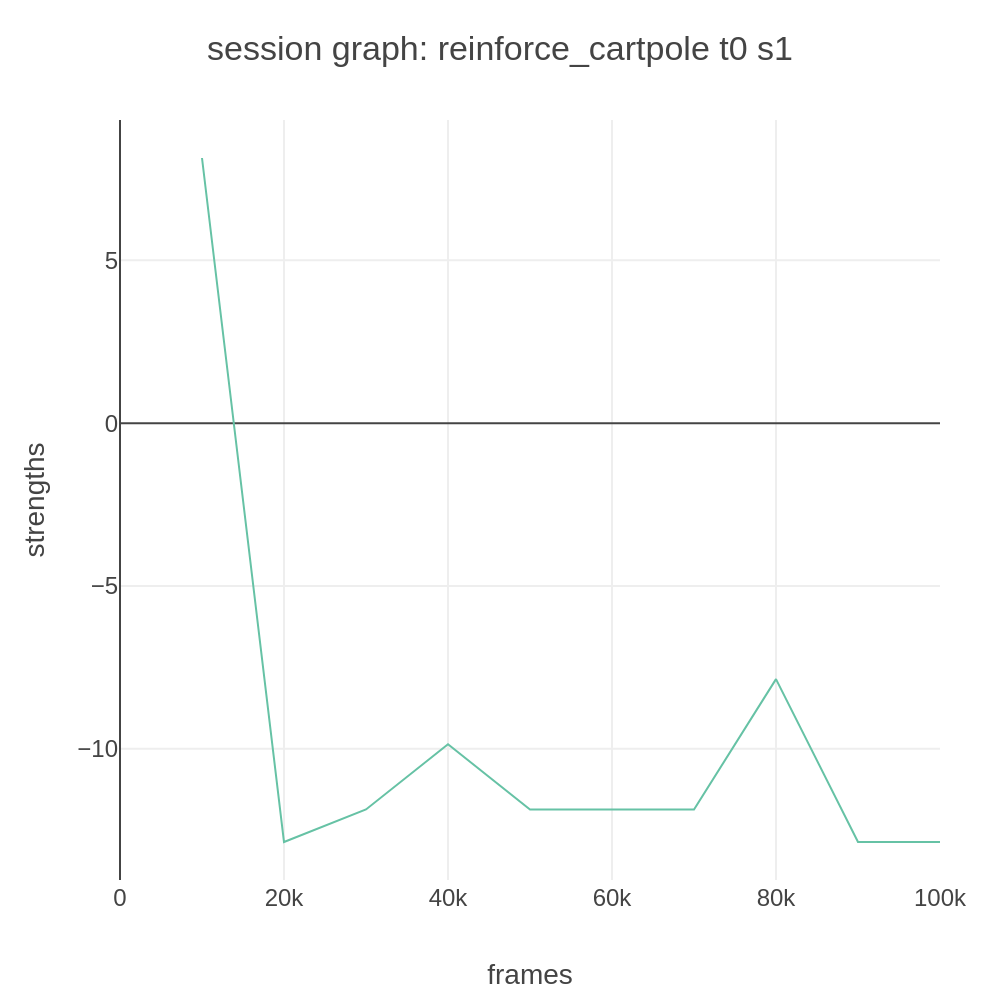 session graph: reinforce_cartpole t0 s1
5
0
−5
−10
strengths
0 20k 40k 60k 80k 100k
frames